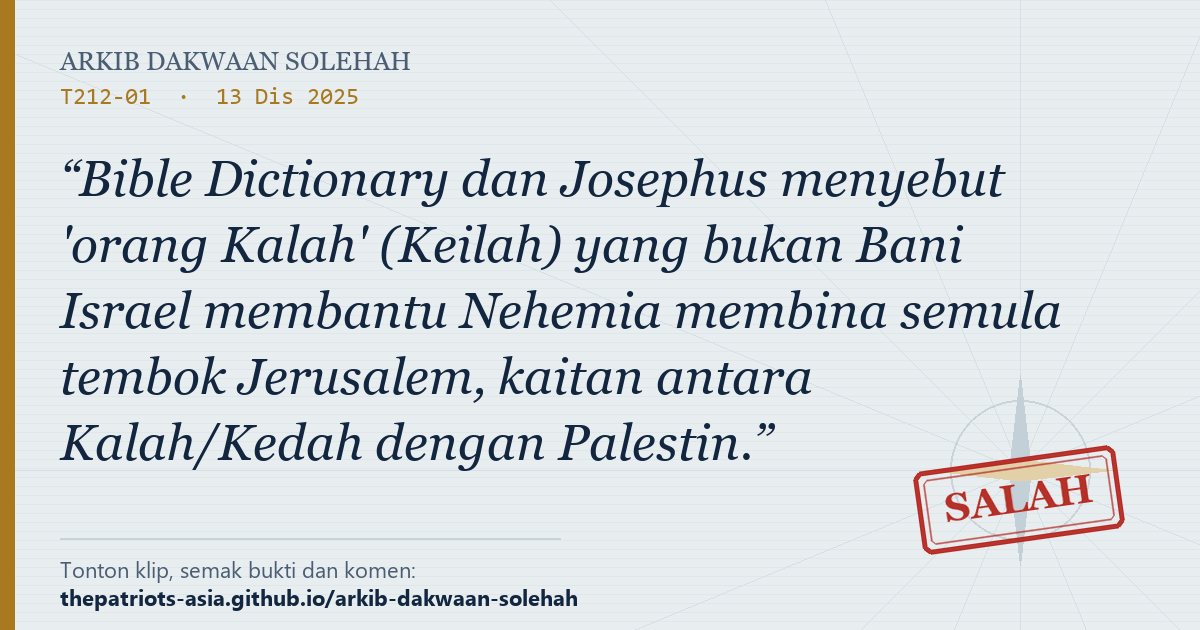 ARKIB DAKWAAN SOLEHAH
T212-01 · 13 Dis 2025
“Bible Dictionary dan Josephus menyebut
'orang Kalah' (Keilah) yang bukan Bani
Israel membantu Nehemia membina semula
tembok Jerusalem, kaitan antara
Kalah/Kedah dengan Palestin.”
SALAH
Tonton klip, semak bukti dan komen:
thepatriots-asia.github.io/arkib-dakwaan-solehah